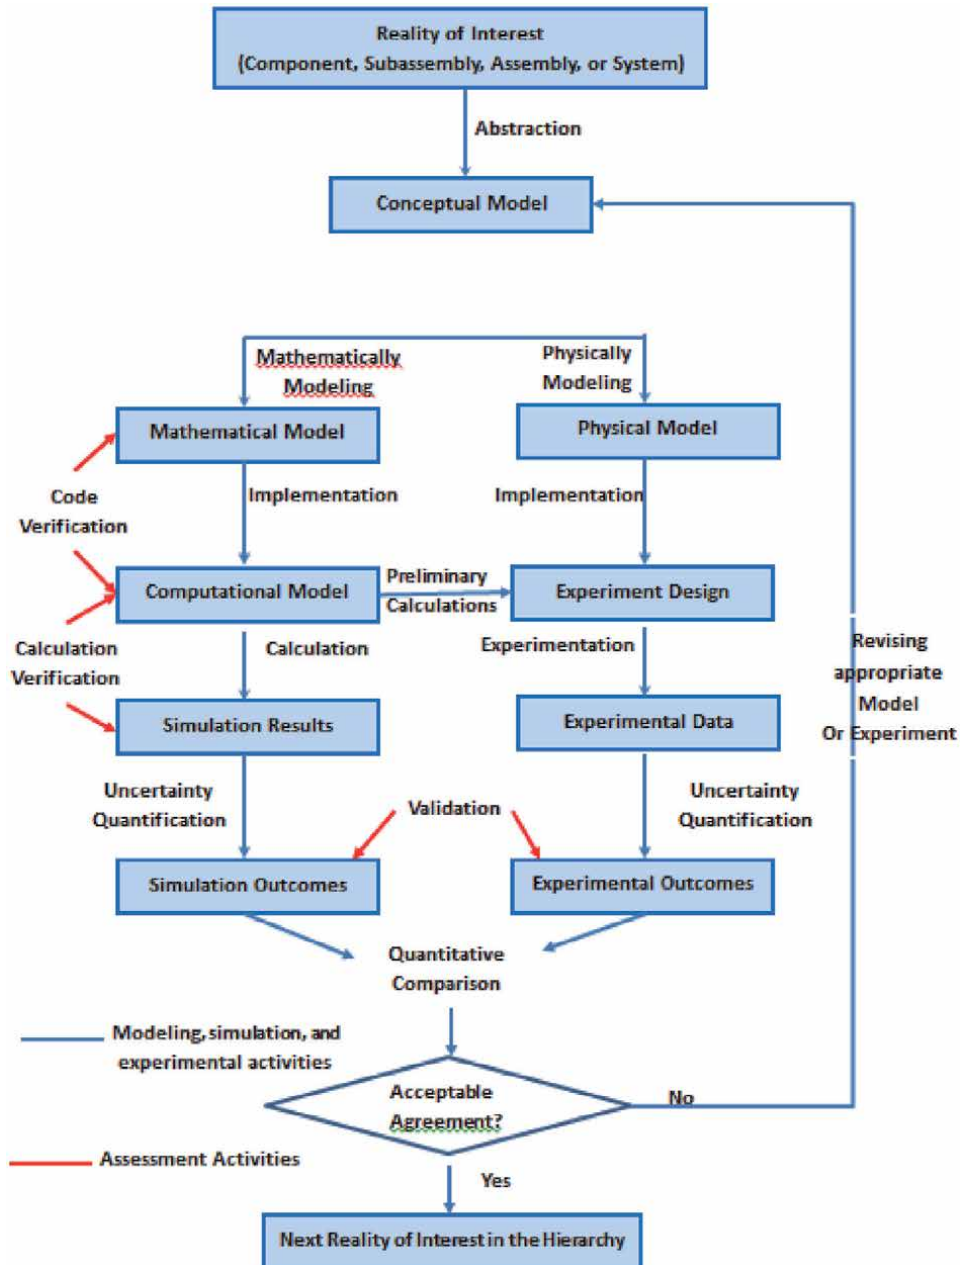 Reality of Interest
(Component, Subassembly, Assembly, or System)
Abstraction
Conceptual Model
Mathematically
Modeling
Physically
Modeling
Mathematical Model
Physical Model
Code
Verification
Implementation
Implementation
Computational Model
Preliminary
Calculations
Experiment Design
Calculation
Verification
Calculation
Experimentation
Revising
appropriate
Model
Or Experiment
Simulation Results
Experimental Data
Uncertainty
Quantification
Validation
Uncertainty
Quantification
Simulation Outcomes
Experimental Outcomes
Quantitative
Comparison
Modeling, simulation, and
experimental activities
Acceptable
Agreement?
No
Assessment Activities
Yes
Next Reality of Interest in the Hierarchy